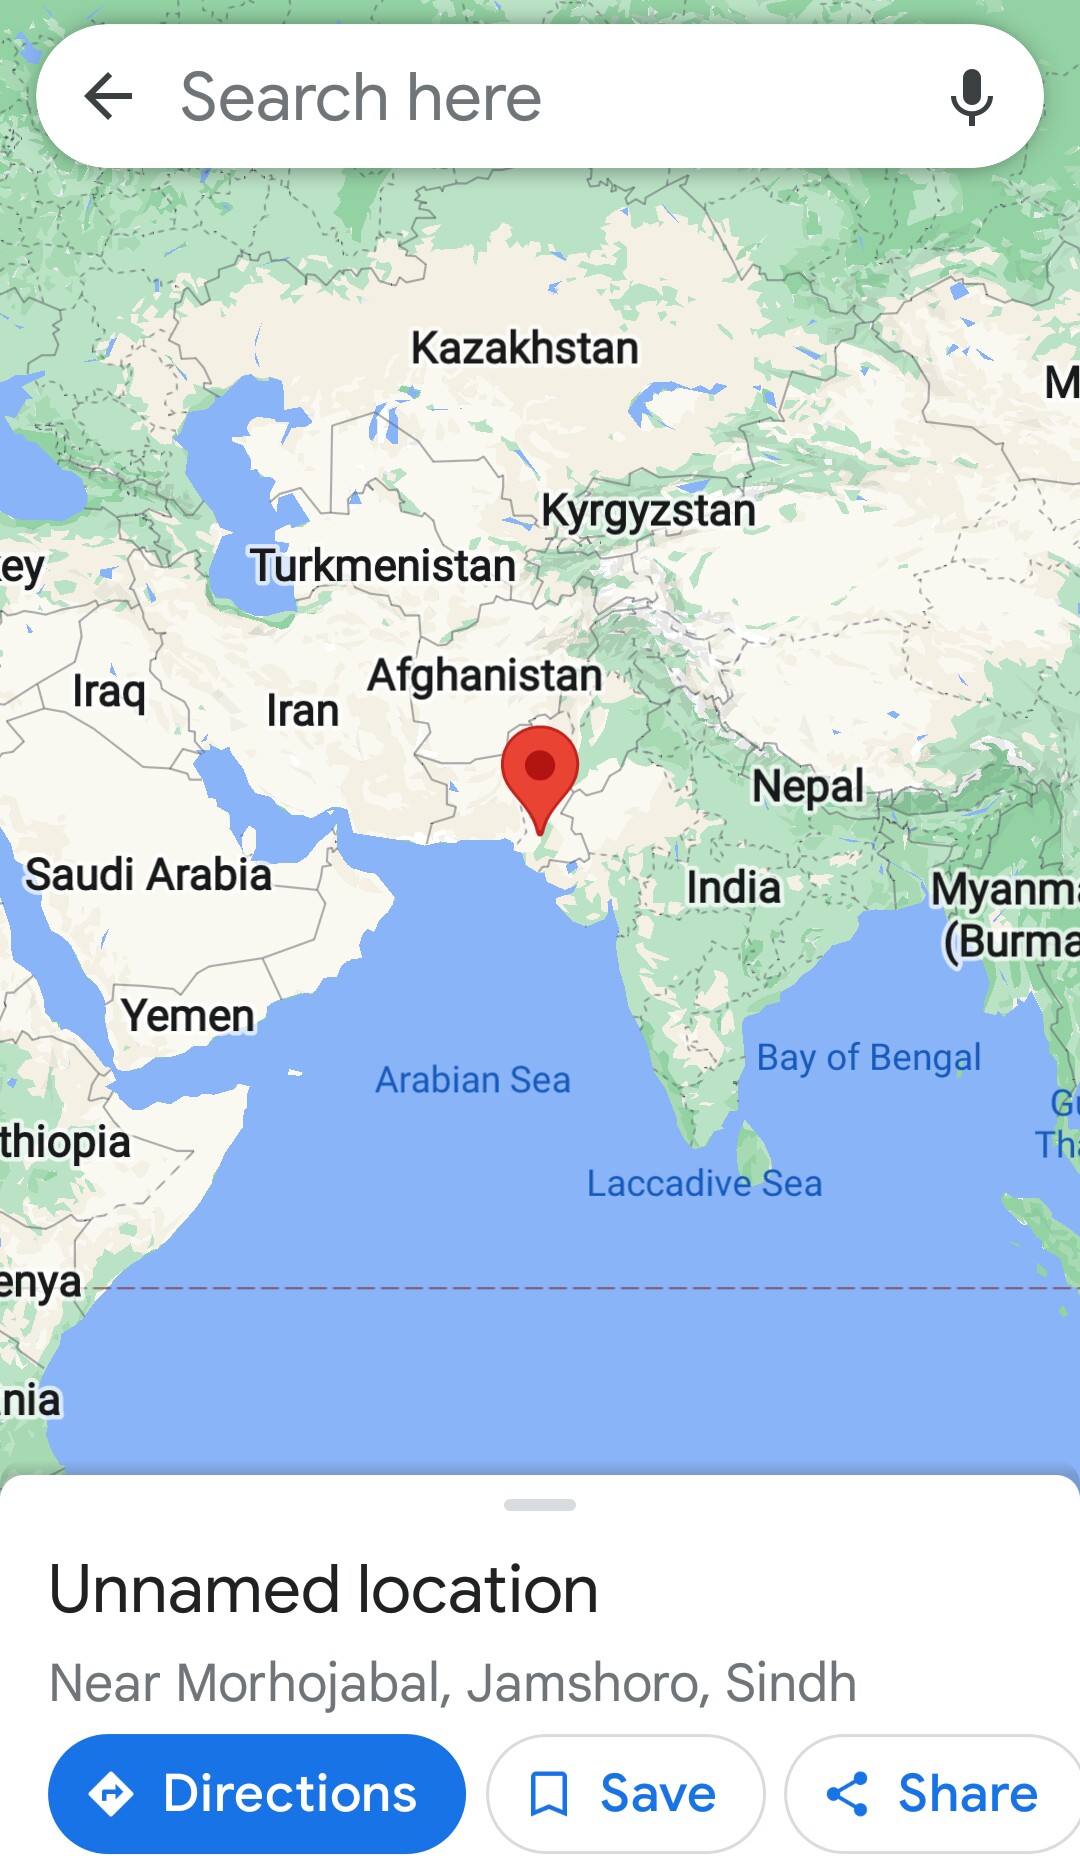 Search here
Kazakhstan
M
Kyrgyzstan
ey
Turkmenistan
Afghanistan
Iraq
Iran
Nepal
Saudi Arabia
India
Myanma
(Burma
Yemen
Bay of Bengal
Arabian Sea
Gu
Tha
thiopia
Laccadive Sea
enya
nia
Unnamed location
Near Morhojabal, Jamshoro, Sindh
Directions
Save
Share